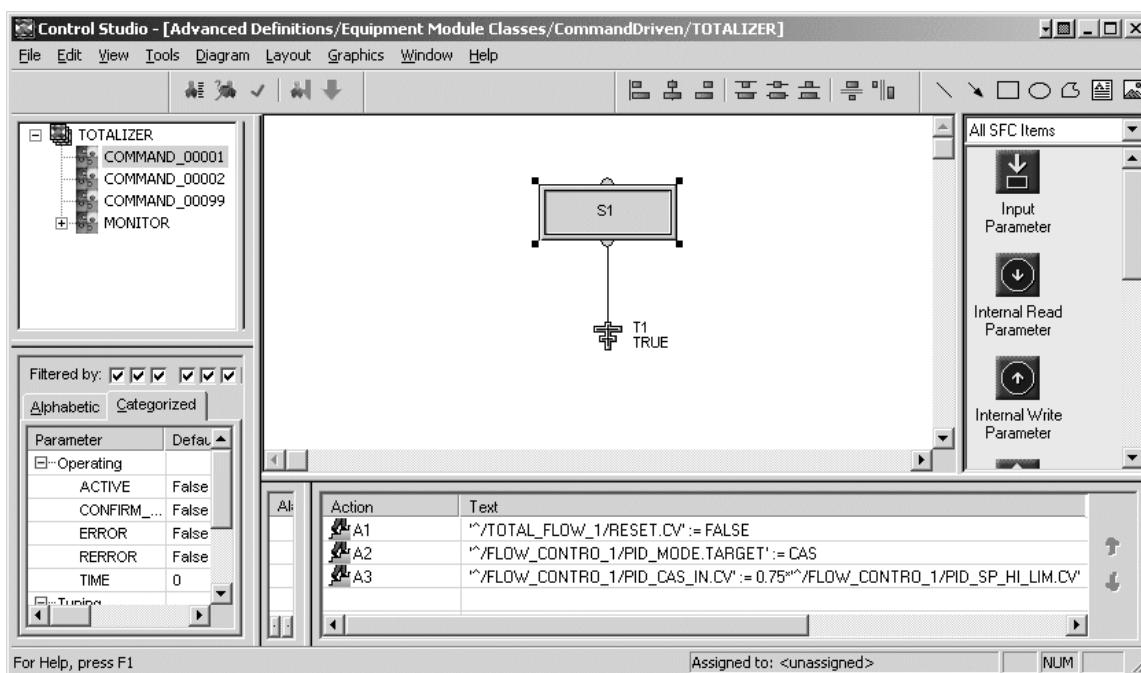 Control Studio - [Advanced Definitions/Equipment Module Classes/CommandDriven/TOTALIZER]
File Edit View Tools Diagram Layout Graphics Window Help
TOTALIZER
COMMAND_00001
COMMAND_00002
COMMAND_00099
MONITOR
S1
T1
TRUE
All SFC Items
Input
Parameter
Internal Read
Parameter
Internal Write
Parameter
Filtered by:
Alphabetic Categorized
Parameter Defau
Operating
ACTIVE False
CONFIRM_... False
ERROR False
RERROR False
TIME 0
Tuning
Action Text
A1 '^/TOTAL_FLOW_1/RESET.CV' := FALSE
A2 '^/FLOW_CONTRO_1/PID_MODE.TARGET' := CAS
A3 '^/FLOW_CONTRO_1/PID_CAS_IN.CV' := 0.75*'^/FLOW_CONTRO_1/PID_SP_HI_LIM.CV'
For Help, press F1
Assigned to: <unassigned>
NUM